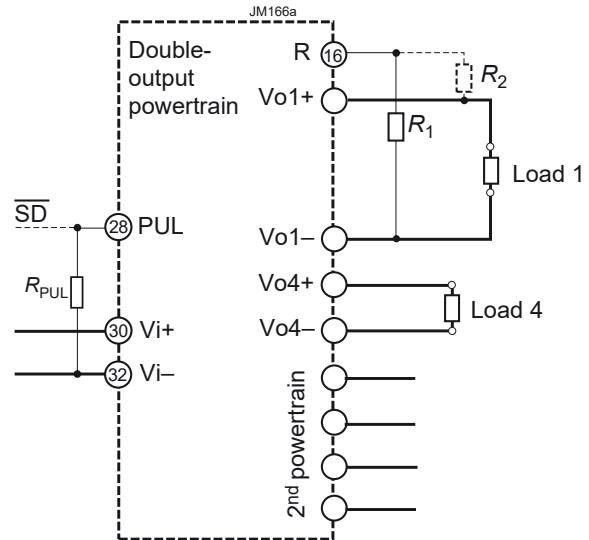 JM166a
Double-
output
powertrain
R
16
R2
Vo1+
R1
Load 1
SD
28
PUL
Vo1–
RPUL
Vo4+
Load 4
30
Vi+
Vo4–
32
Vi–
2nd powertrain